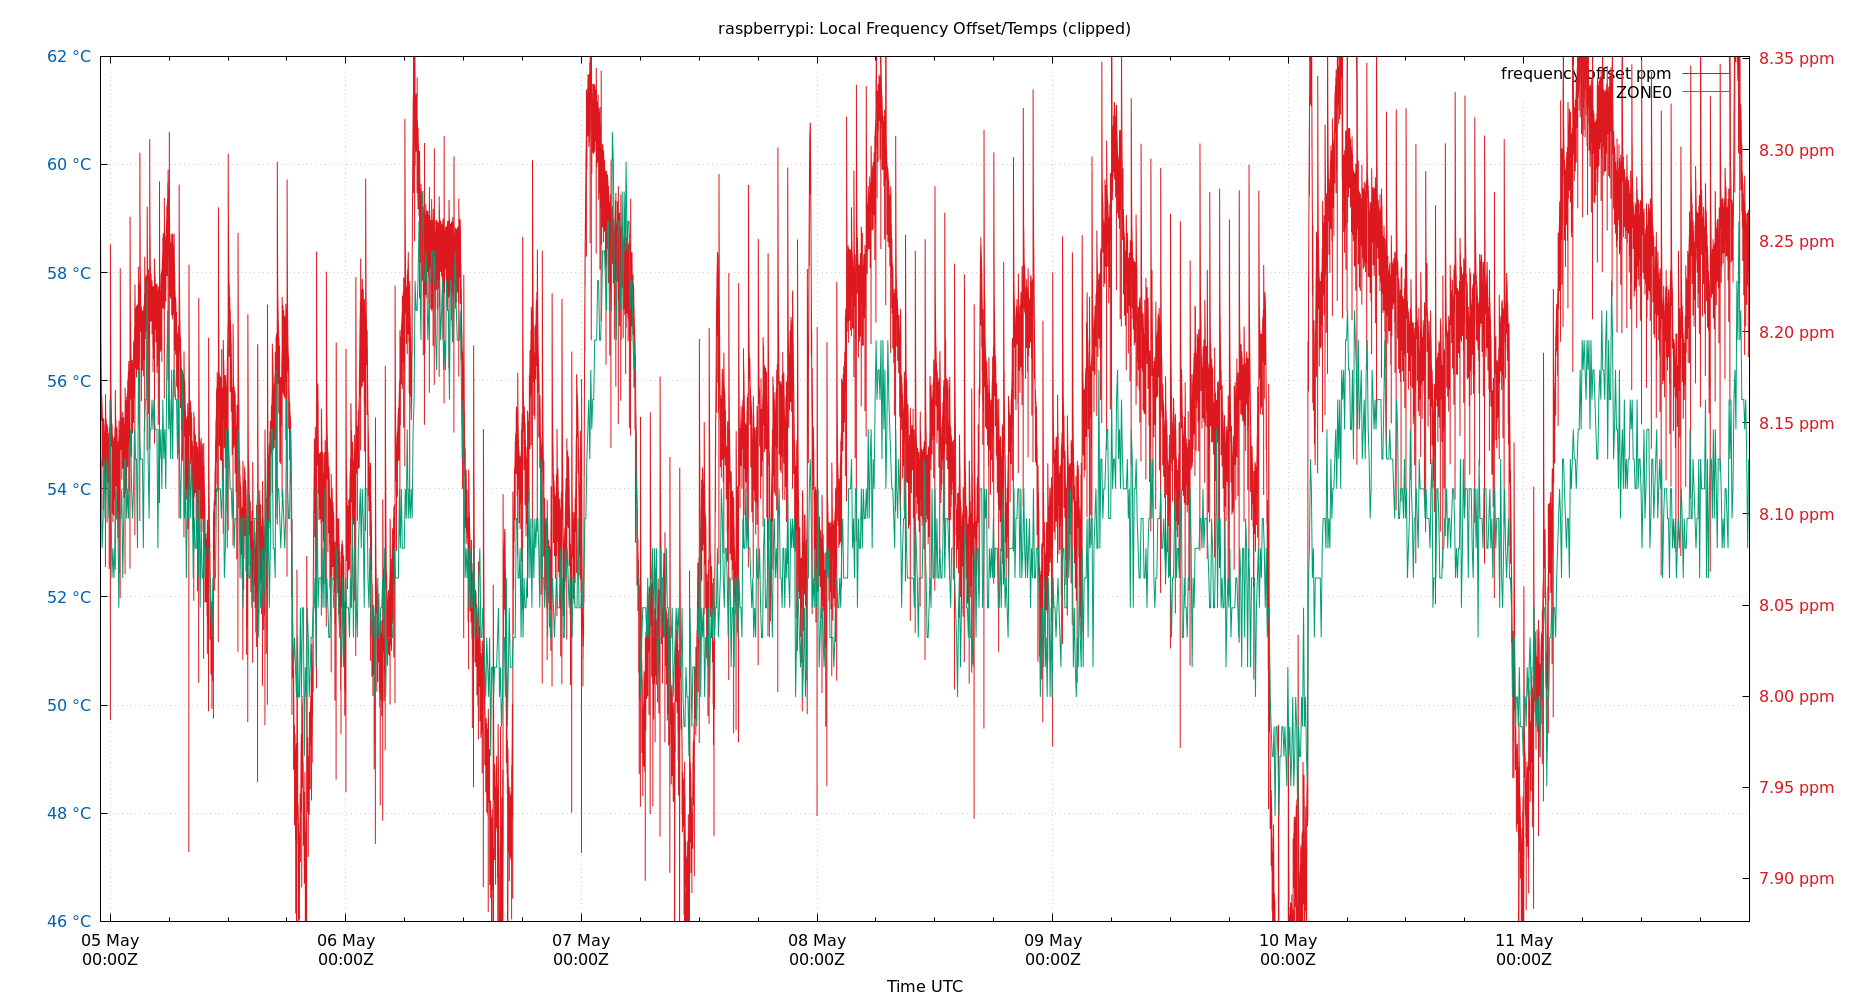 raspberrypi: Local Frequency Offset/Temps (clipped)
62 °C
60 °C
58 °C
56 °C
54 °C
52 °C
50 °C
48 °C
46 °C
8.35 ppm
8.30 ppm
8.25 ppm
8.20 ppm
8.15 ppm
8.10 ppm
8.05 ppm
8.00 ppm
7.95 ppm
7.90 ppm
frequency offset ppm
ZONE0
05 May
00:00Z
06 May
00:00Z
07 May
00:00Z
08 May
00:00Z
09 May
00:00Z
10 May
00:00Z
11 May
00:00Z
Time UTC